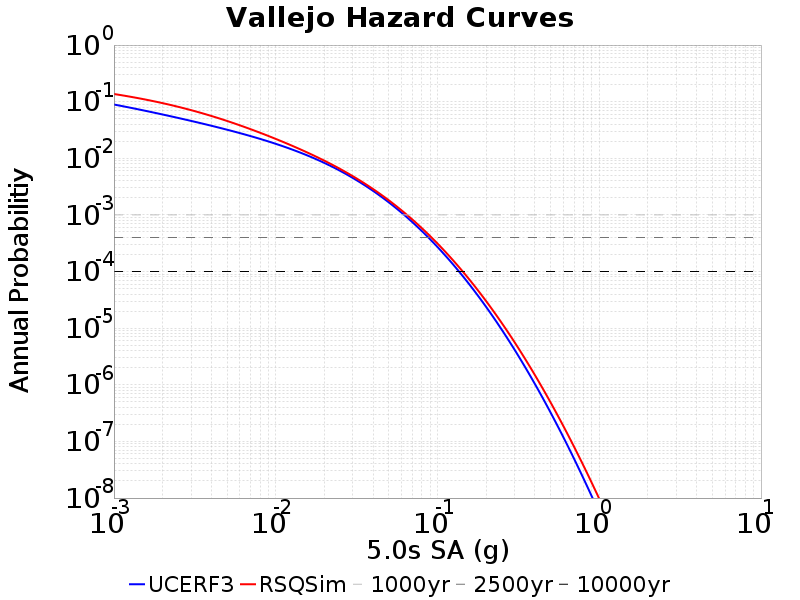 Vallejo Hazard Curves
10^0
10^-1
10^-2
10^-3
10^-4
10^-5
10^-6
10^-7
10^-8
Annual Probabilitiy
10^-3 10^-2 10^-1 10^0 10^1
5.0s SA (g)
UCERF3 RSQSim 1000yr 2500yr 10000yr